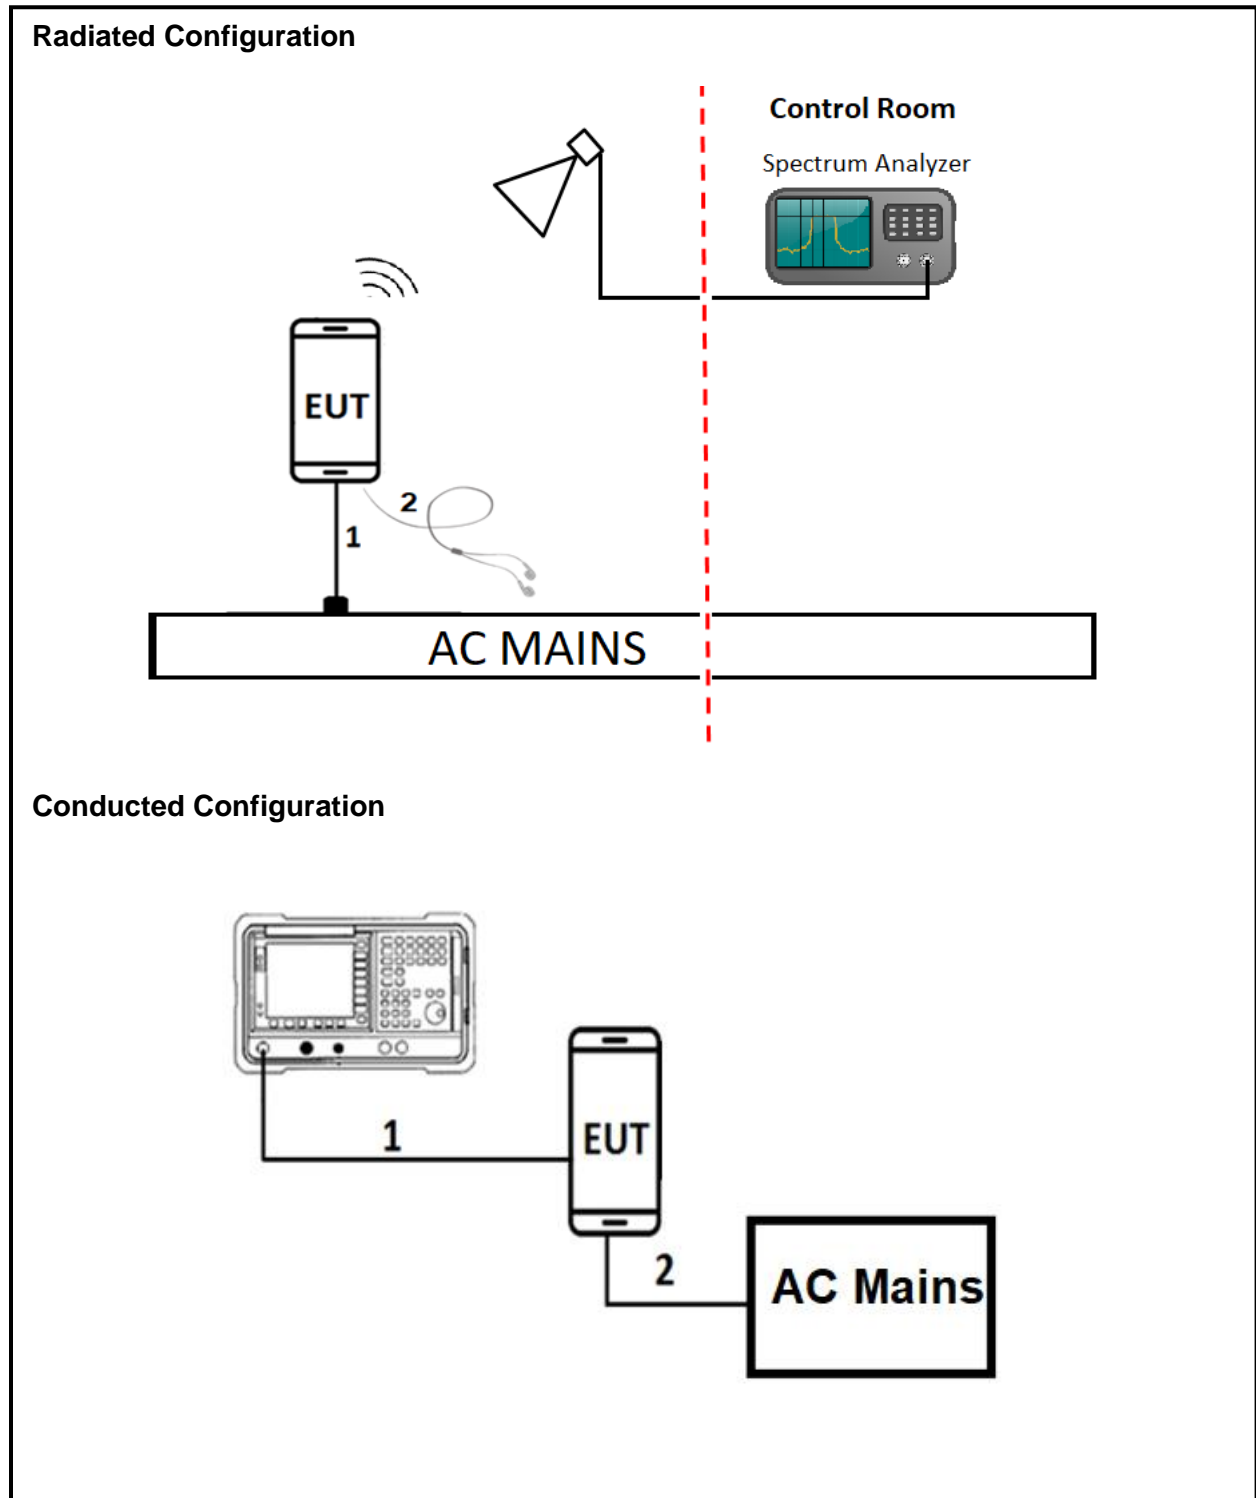 Radiated Configuration
Control Room
Spectrum Analyzer
EUT
2
1
AC MAINS
Conducted Configuration
1
EUT
2
AC Mains